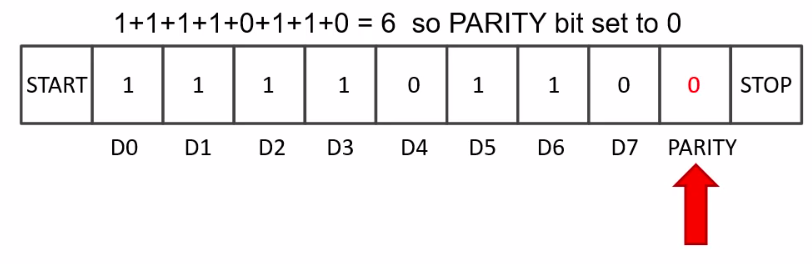 1+1+1+1+0+1+1+0 = 6 so PARITY bit set to 0
START 1 1 1 1 0 1 1 0 0 STOP
D0 D1 D2 D3 D4 D5 D6 D7 PARITY